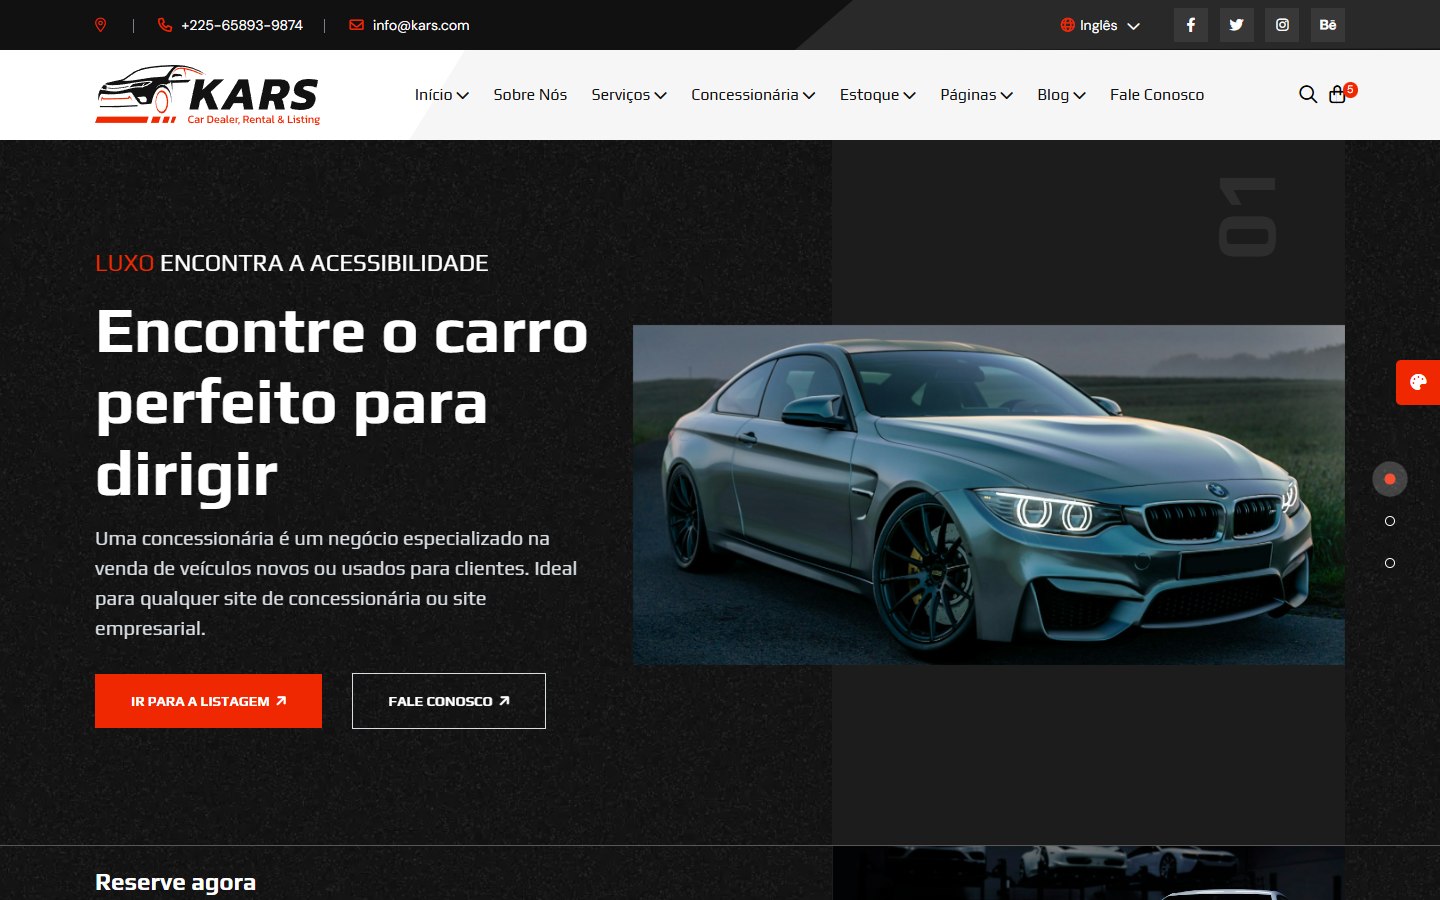 +225-65893-9874
info@kars.com
Inglês
Bē
KARS
Car Dealer, Rental & Listing
Início
Sobre Nós
Serviços
Concessionária
Estoque
Páginas
Blog
Fale Conosco
5
01
LUXO ENCONTRA A ACESSIBILIDADE
Encontre o carro
perfeito para
dirigir
Uma concessionária é um negócio especializado na
venda de veículos novos ou usados para clientes. Ideal
para qualquer site de concessionária ou site
empresarial.
IR PARA A LISTAGEM
FALE CONOSCO
Reserve agora